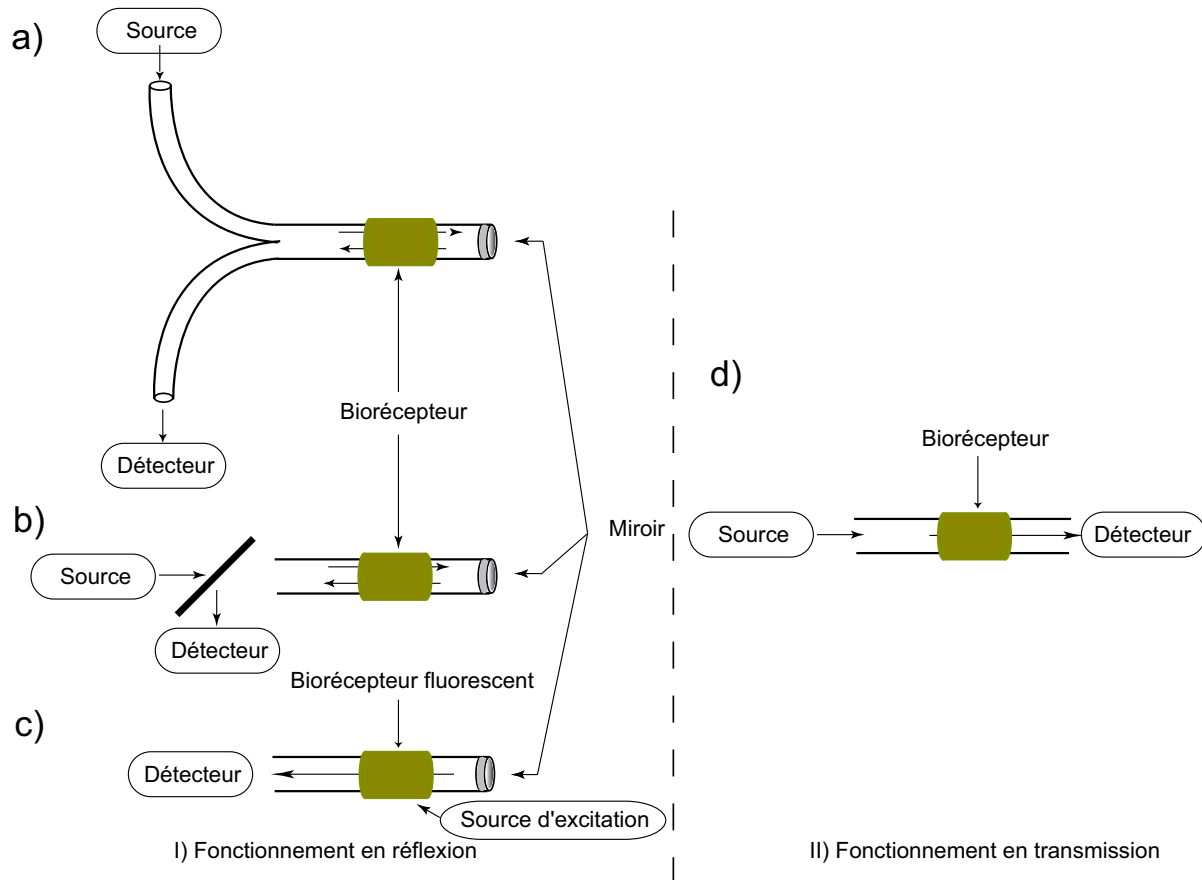 a)
Source
Détecteur
Biorécepteur
b)
Source
Détecteur
Miroir
Biorécepteur fluorescent
c)
Détecteur
Source d'excitation
I) Fonctionnement en réflexion
d)
Biorécepteur
Source
Détecteur
II) Fonctionnement en transmission